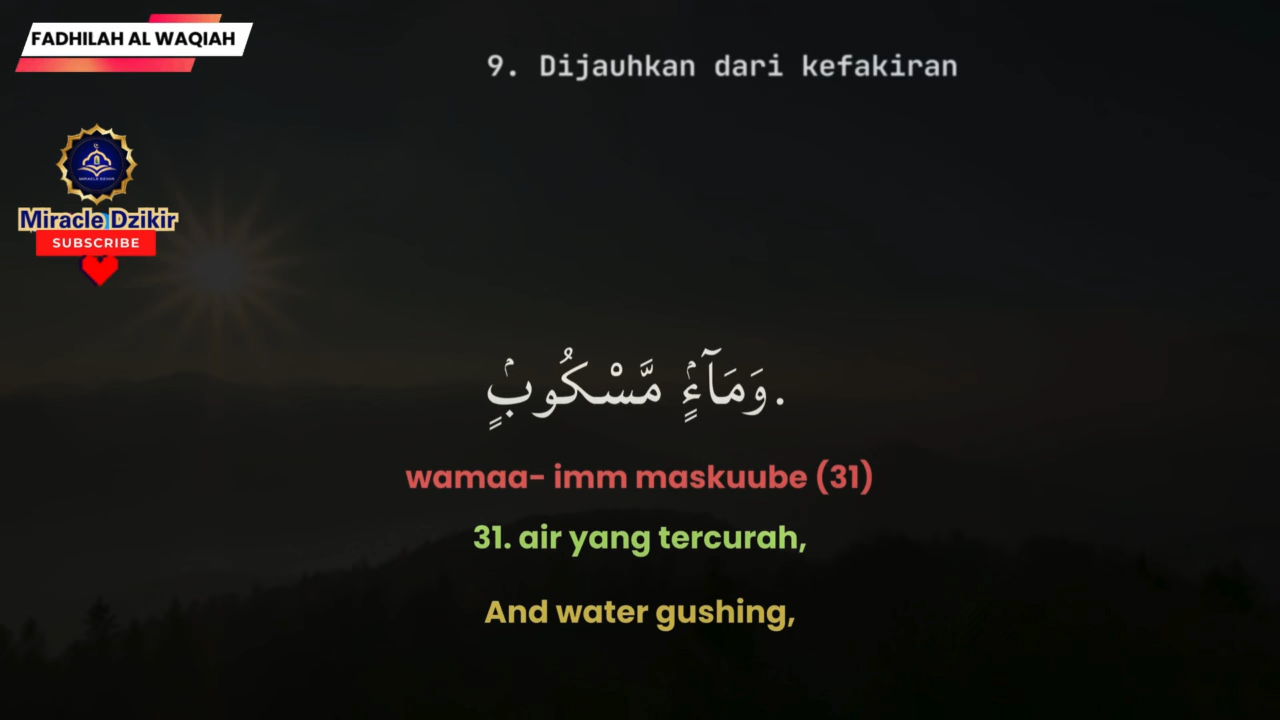 FADHILAH AL WAQIAH
9. Dijauhkan dari kefakiran
Miracle Dzikir
SUBSCRIBE
وَمَآءٍۢ مَّسْكُوبٍۢ.
wamaa- imm maskuube (31)
31. air yang tercurah,
And water gushing,